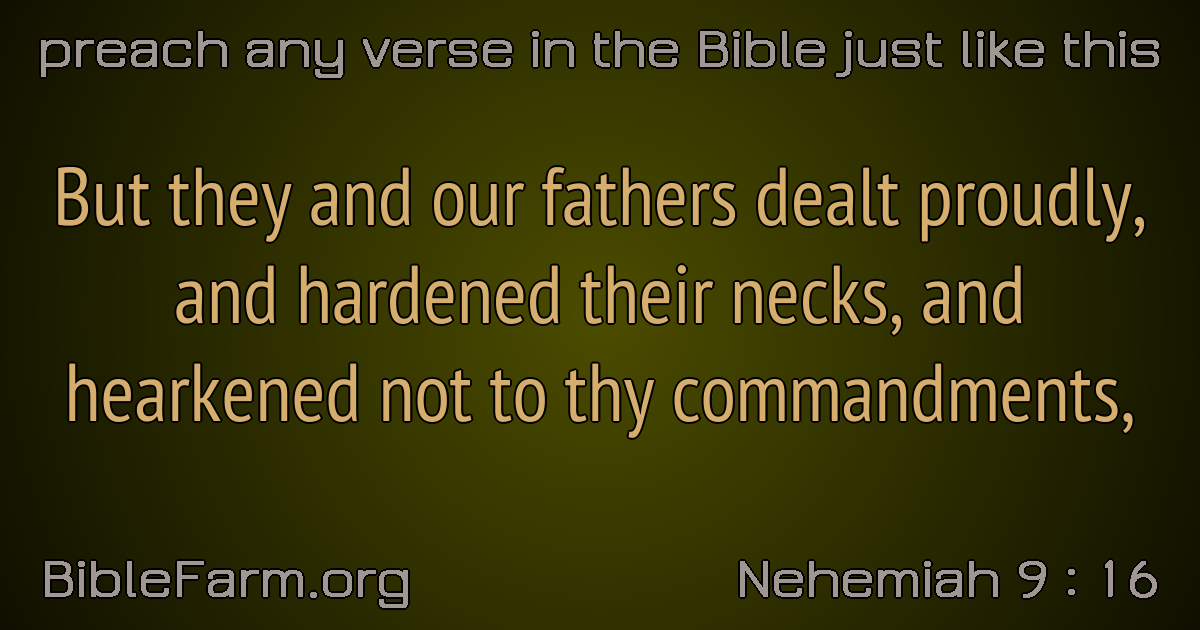 preach any verse in the Bible just like this
But they and our fathers dealt proudly,
and hardened their necks, and
hearkened not to thy commandments,
BibleFarm.org
Nehemiah 9 : 16